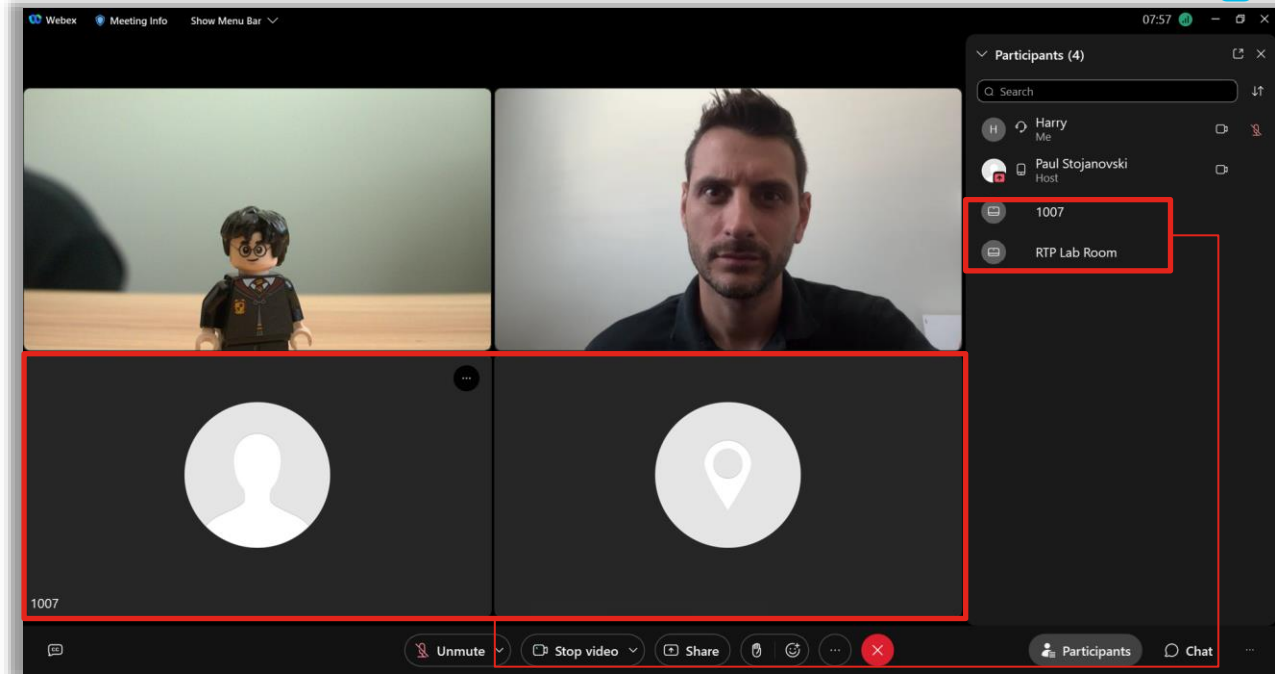 Webex Meeting Info Show Menu Bar 07:57
Participants (4)
Search
H Harry
Me
Paul Stojanovski
Host
1007
RTP Lab Room
1007
CC Unmute Stop video Share Participants Chat